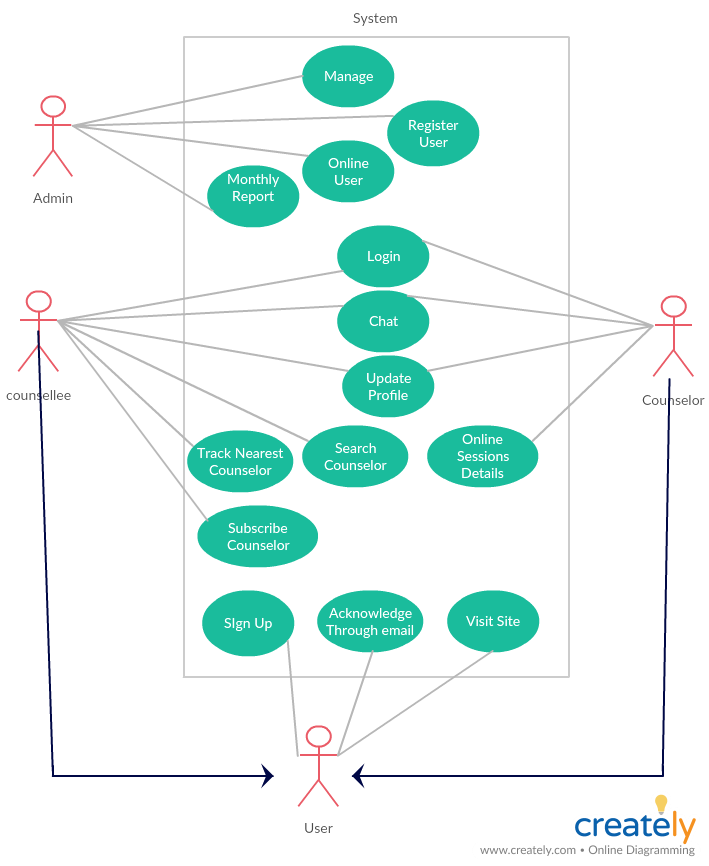 System
Manage
Register
User
Online
User
Monthly
Report
Admin
Login
Chat
Update
Profile
counsellee
Counselor
Track Nearest
Counselor
Search
Counselor
Online
Sessions
Details
Subscribe
Counselor
SIgn Up
Acknowledge
Through email
Visit Site
User
creately
www.creately.com • Online Diagramming